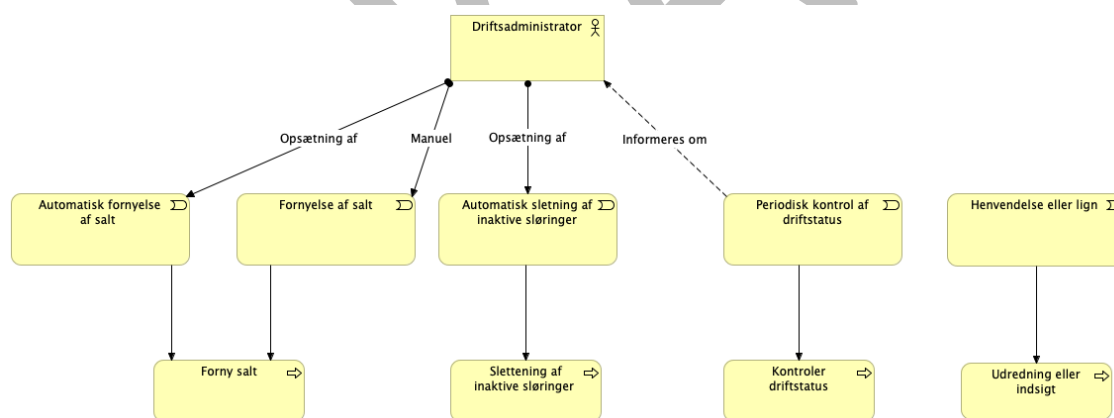 Driftsadministrator
Opsætning af
Manuel
Opsætning af
Informeres om
Automatisk fornyelse
af salt
Fornyelse af salt
Automatisk sletning af
inaktive sløringer
Periodisk kontrol af
driftstatus
Henvendelse eller lign
Forny salt
Slettening af
inaktive sløringer
Kontroler
driftstatus
Udredning eller
indsigt